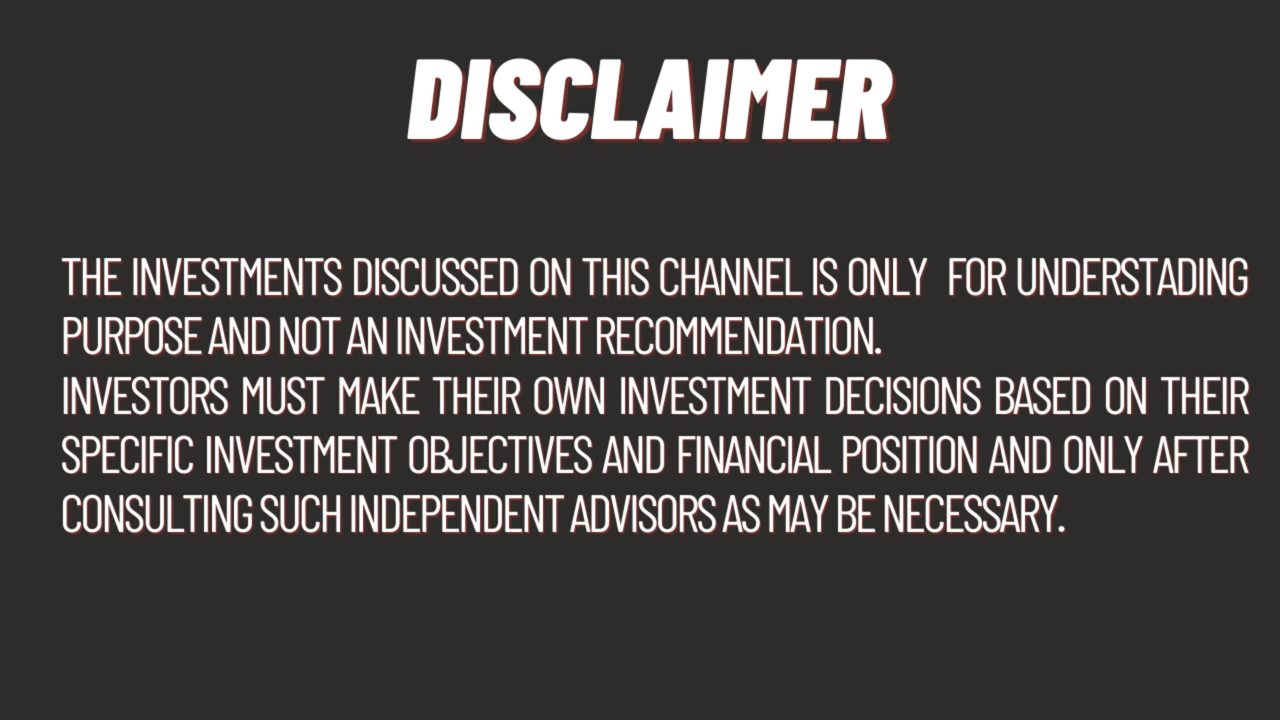 DISCLAIMER
THE INVESTMENTS DISCUSSED ON THIS CHANNEL IS ONLY FOR UNDERSTADING
PURPOSE AND NOT AN INVESTMENT RECOMMENDATION.
INVESTORS MUST MAKE THEIR OWN INVESTMENT DECISIONS BASED ON THEIR
SPECIFIC INVESTMENT OBJECTIVES AND FINANCIAL POSITION AND ONLY AFTER
CONSULTING SUCH INDEPENDENT ADVISORS AS MAY BE NECESSARY.